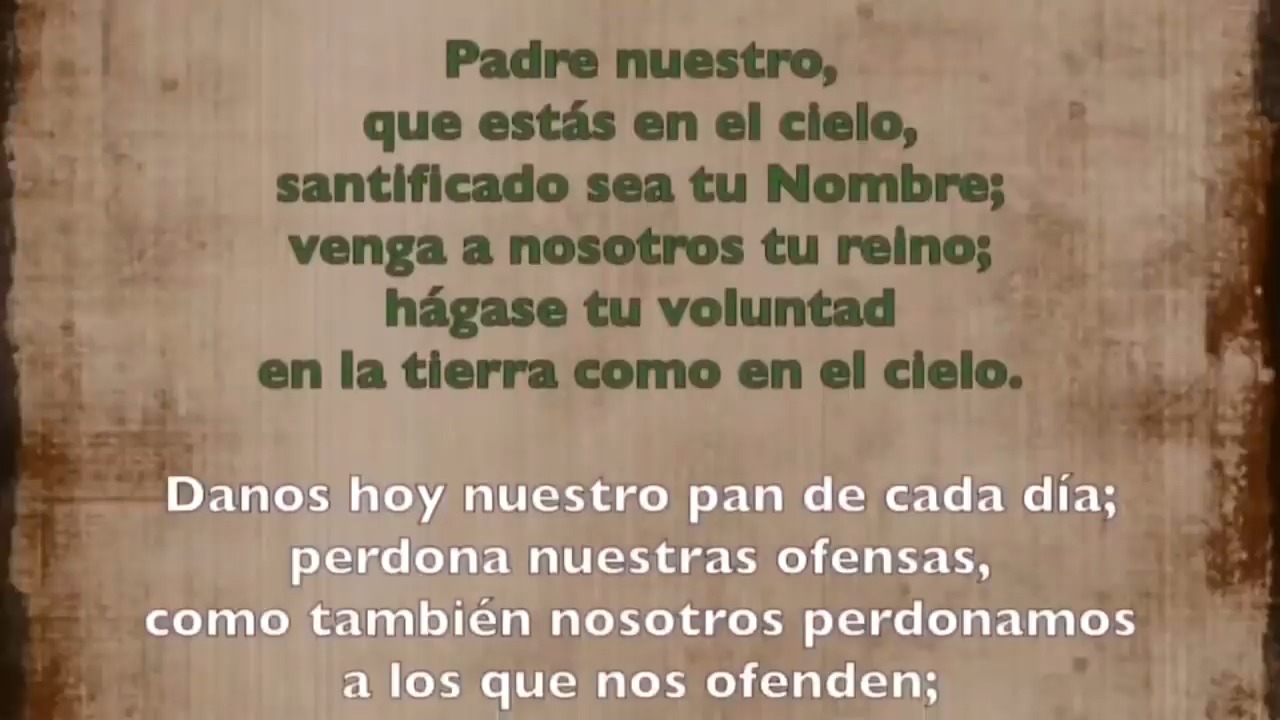 Padre nuestro,
que estás en el cielo,
santificado sea tu Nombre;
venga a nosotros tu reino;
hágase tu voluntad
en la tierra como en el cielo.
Danos hoy nuestro pan de cada día;
perdona nuestras ofensas,
como también nosotros perdonamos
a los que nos ofenden;